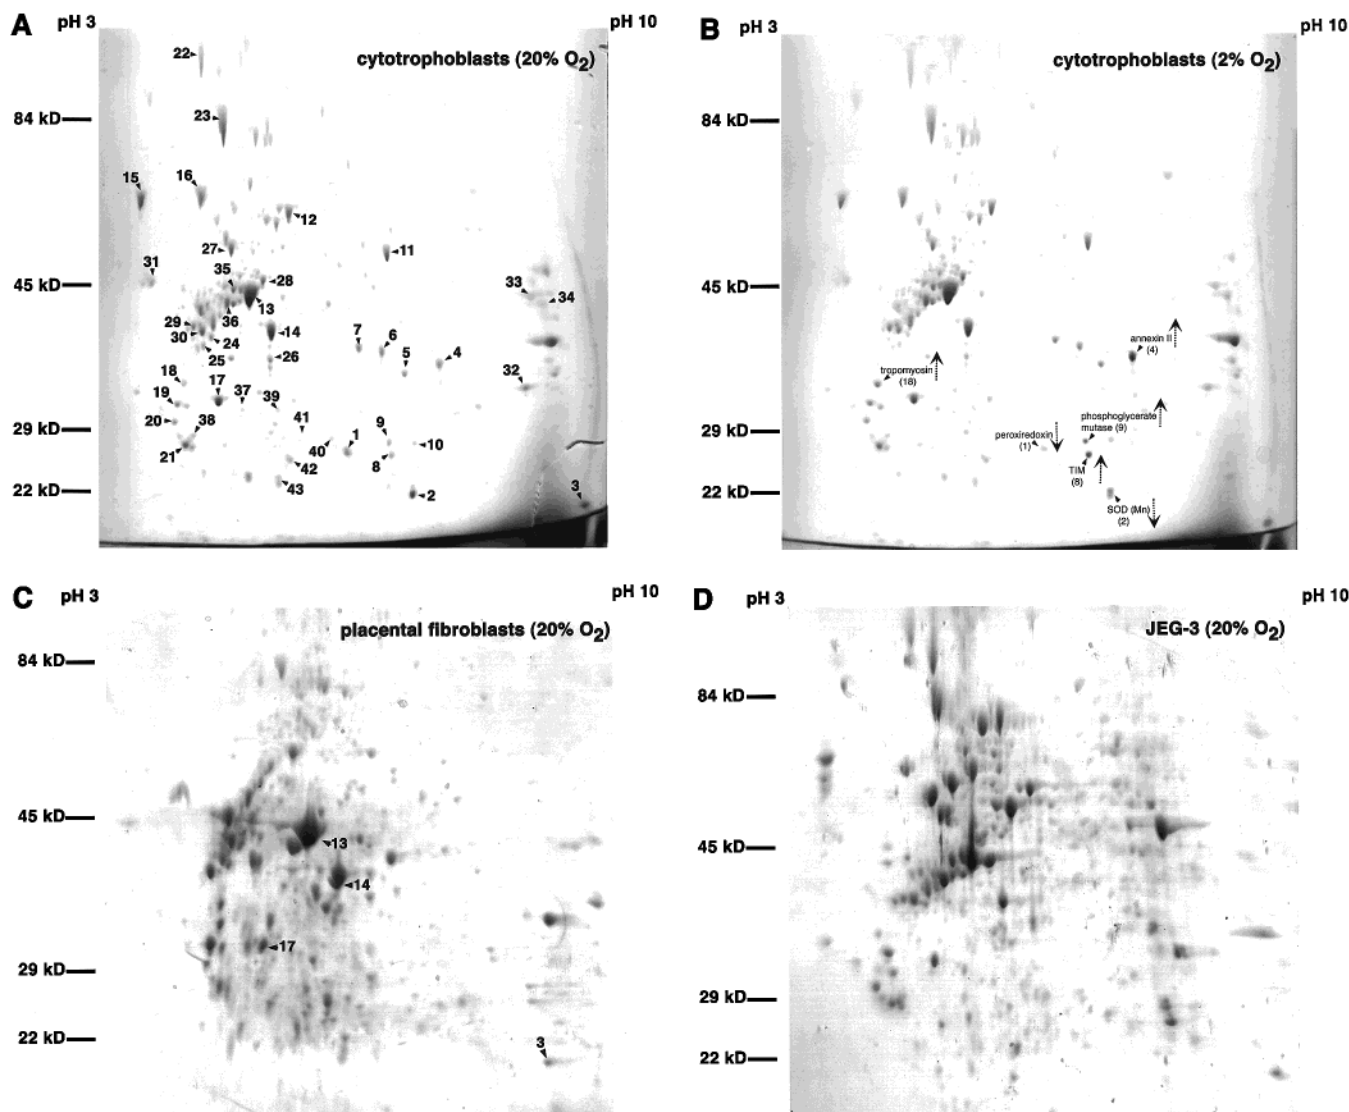 A pH 3 pH 10
cytotrophoblasts (20% O2)
22
23
84 kD
15
16
12
27
11
31
35
28
45 kD
33
34
13
36
29
30
24
14
25
26
7
6
5
4
32
18
17
37
39
19
20
38
41
29 kD
9
1
10
40
21
8
42
43
22 kD
2
3
B pH 3 pH 10
cytotrophoblasts (2% O2)
84 kD
45 kD
annexin II
(4)
tropomyosin
(18)
29 kD
phosphoglycerate
mutase (9)
peroxiredoxin
(1)
TIM
(8)
22 kD
SOD (Mn)
(2)
C pH 3 pH 10
placental fibroblasts (20% O2)
84 kD
45 kD
13
14
17
29 kD
22 kD
3
D pH 3 pH 10
JEG-3 (20% O2)
84 kD
45 kD
29 kD
22 kD